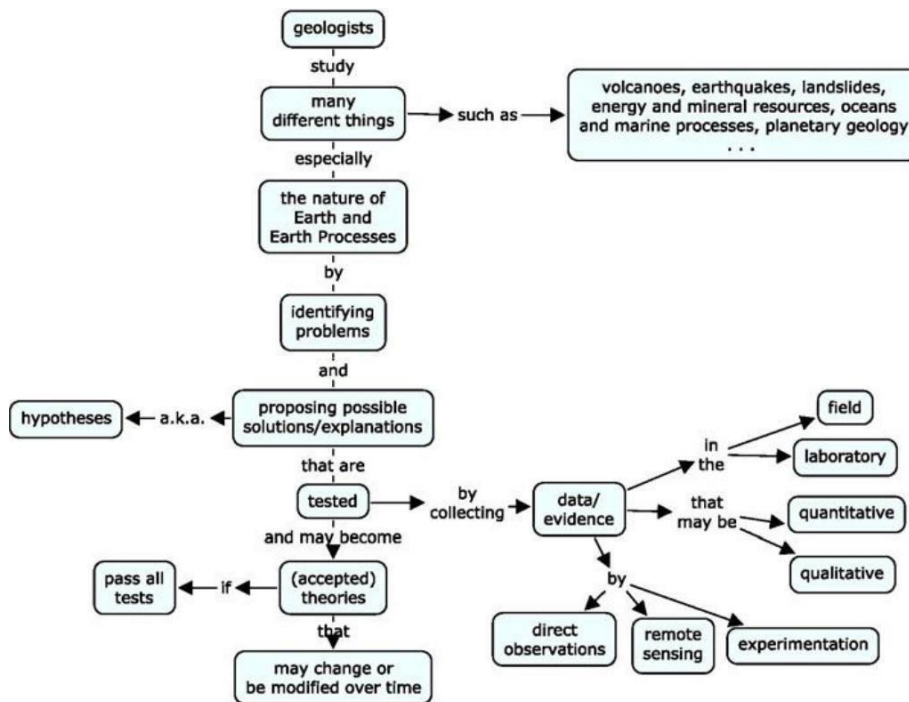 geologists
study
many
different things
such as
volcanoes, earthquakes, landslides,
energy and mineral resources, oceans
and marine processes, planetary geology
. . .
especially
the nature of
Earth and
Earth Processes
by
identifying
problems
and
proposing possible
solutions/explanations
a.k.a.
hypotheses
that are
tested
by
collecting
data/
evidence
in
the
field
laboratory
that
may be
quantitative
qualitative
by
direct
observations
remote
sensing
experimentation
and may become
(accepted)
theories
if
pass all
tests
that
may change or
be modified over time